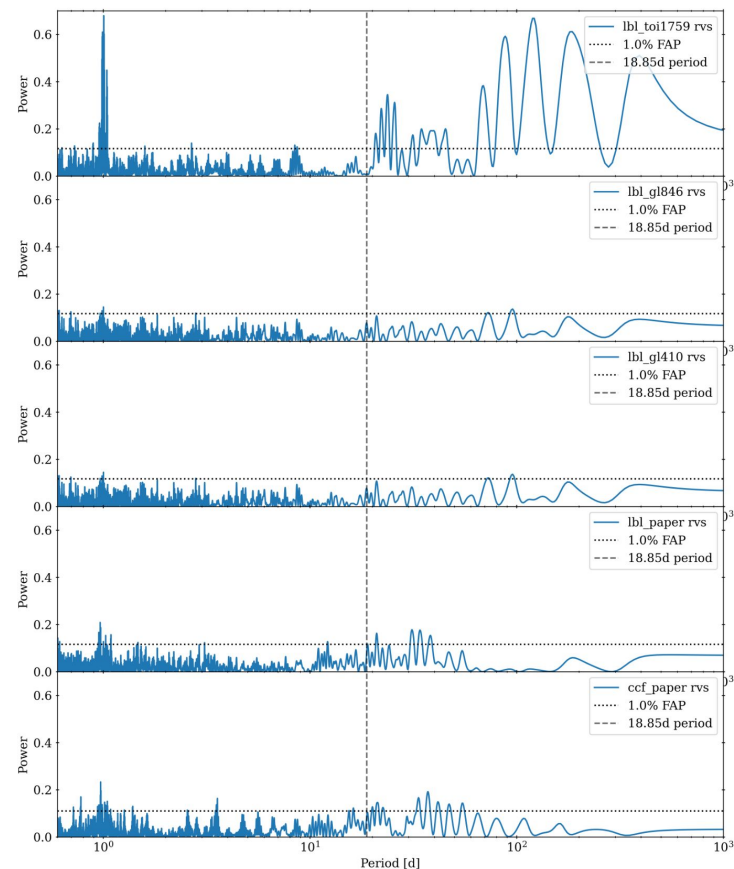 lbl_toi1759 rvs
1.0% FAP
18.85d period
Power
0.6
0.4
0.2
0.0
0³
lbl_gl846 rvs
1.0% FAP
18.85d period
Power
0.6
0.4
0.2
0.0
0³
lbl_gl410 rvs
1.0% FAP
18.85d period
Power
0.6
0.4
0.2
0.0
0³
lbl_paper rvs
1.0% FAP
18.85d period
Power
0.6
0.4
0.2
0.0
0³
ccf_paper rvs
1.0% FAP
18.85d period
Power
0.6
0.4
0.2
0.0
10⁰ 10¹ 10² 10³
Period [d]